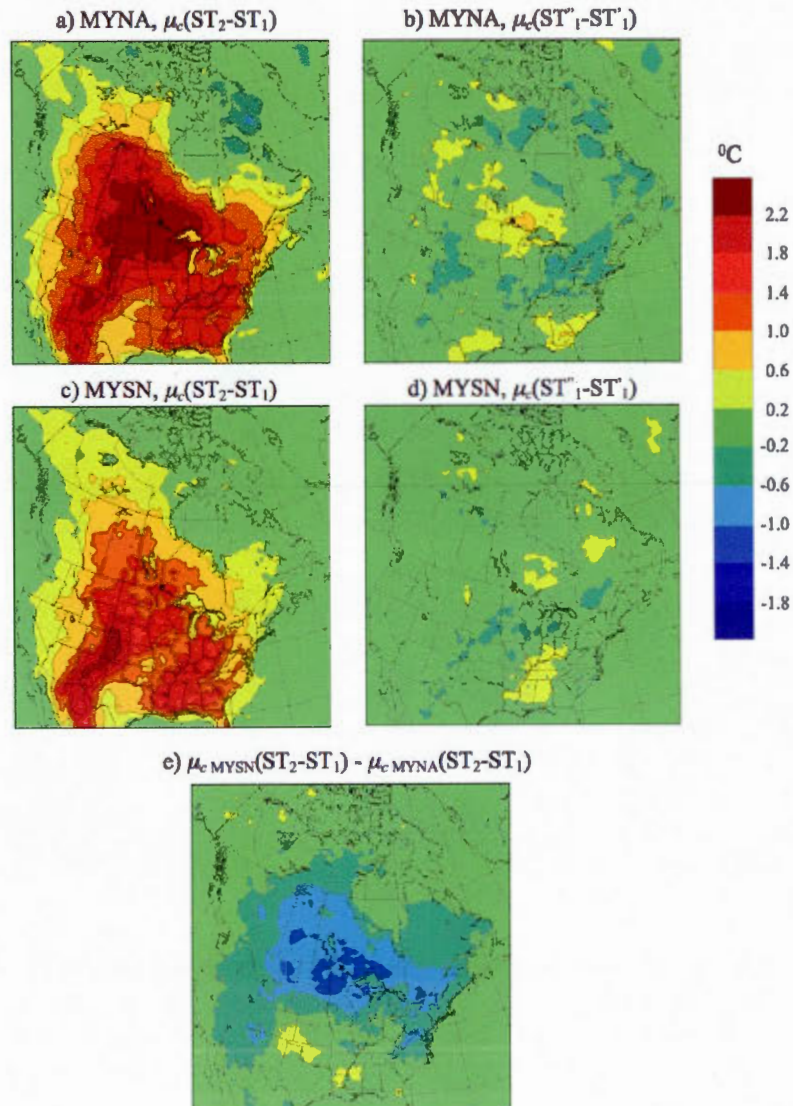 a) MYNA, μc(ST2-ST1)
b) MYNA, μc(ST"1-ST'1)
c) MYSN, μc(ST2-ST1)
d) MYSN, μc(ST"1-ST'1)
e) μc MYSN(ST2-ST1) - μc MYNA(ST2-ST1)
⁰C
2.2
1.8
1.4
1.0
0.6
0.2
-0.2
-0.6
-1.0
-1.4
-1.8